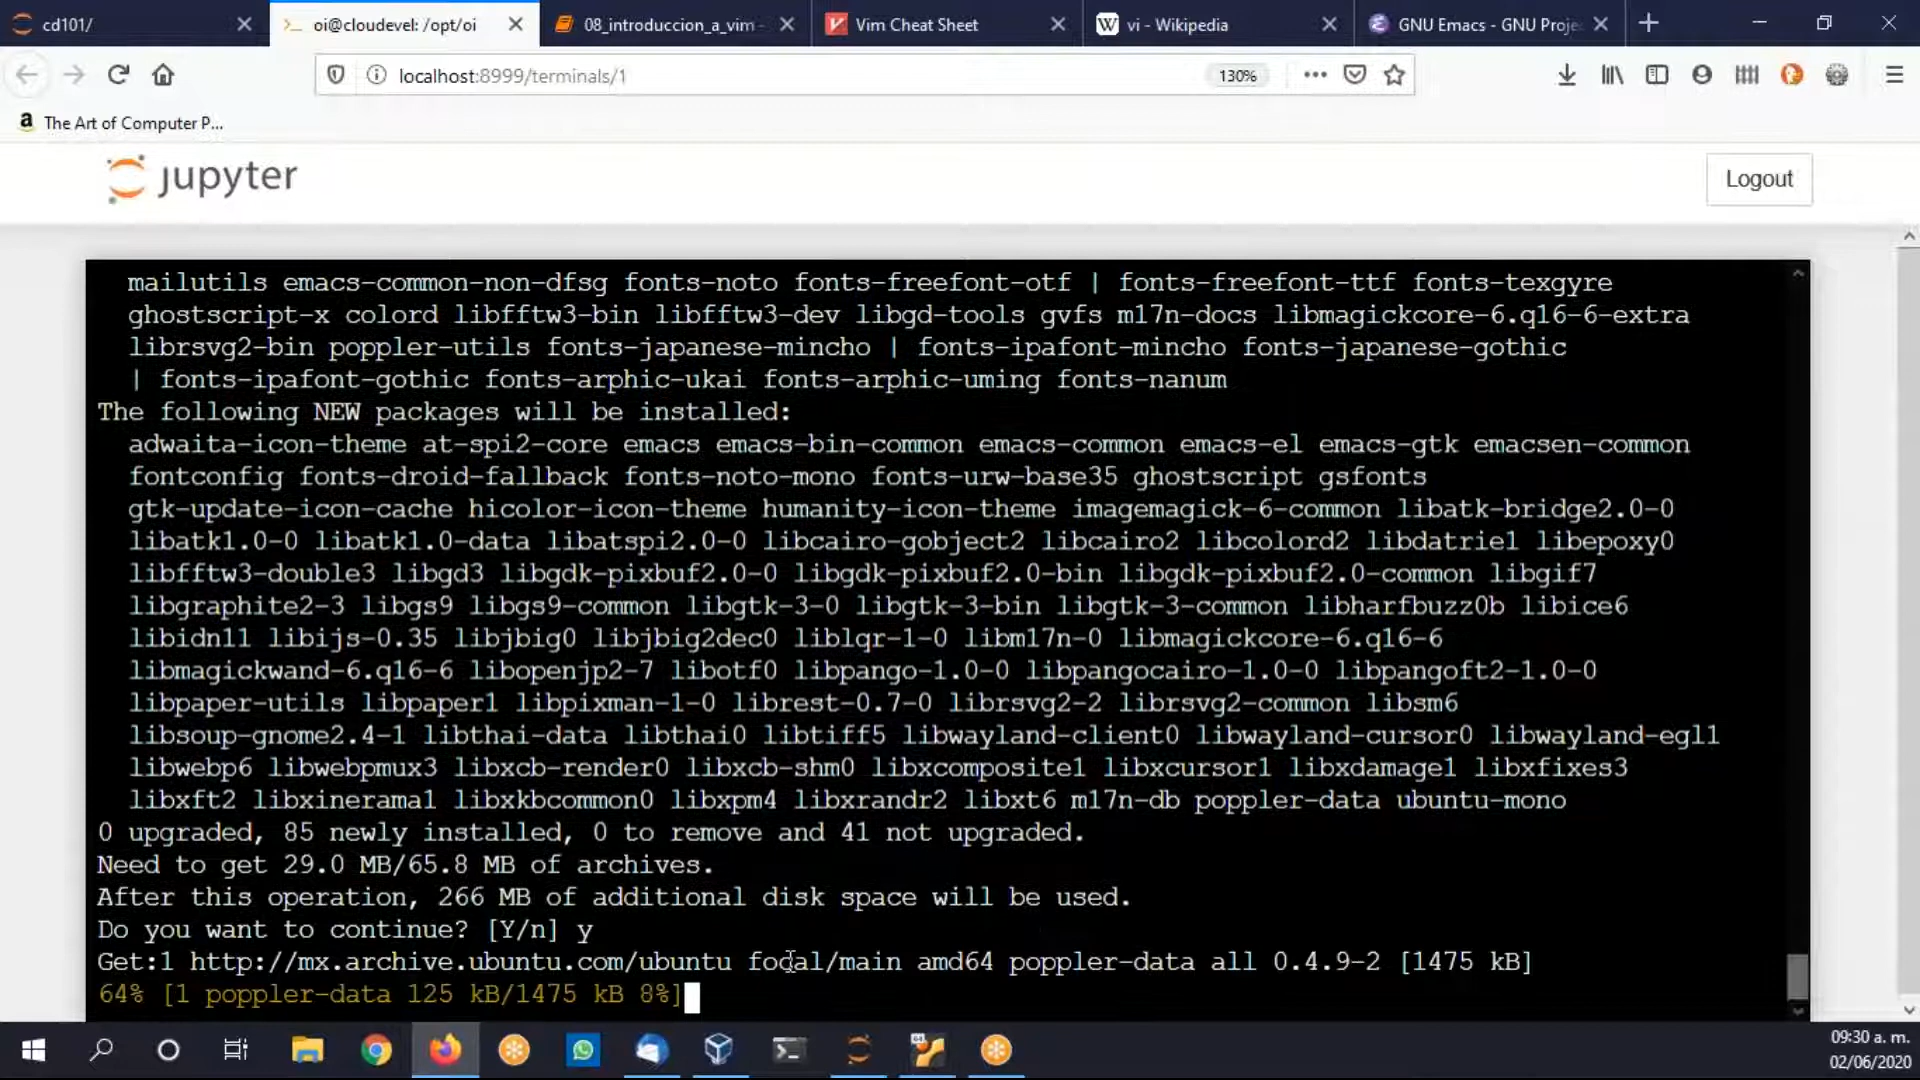 cd101/
oi@cloudevel: /opt/oi
08_introduccion_a_vim -
Vim Cheat Sheet
vi - Wikipedia
GNU Emacs - GNU Proje
localhost:8999/terminals/1
130%
The Art of Computer P...
jupyter
Logout
mailutils emacs-common-non-dfsg fonts-noto fonts-freefont-otf | fonts-freefont-ttf fonts-texgyre
ghostscript-x colord libfftw3-bin libfftw3-dev libgd-tools gvfs m17n-docs libmagickcore-6.q16-6-extra
librsvg2-bin poppler-utils fonts-japanese-mincho | fonts-ipafont-mincho fonts-japanese-gothic
| fonts-ipafont-gothic fonts-arphic-ukai fonts-arphic-uming fonts-nanum
The following NEW packages will be installed:
adwaita-icon-theme at-spi2-core emacs emacs-bin-common emacs-common emacs-el emacs-gtk emacsen-common
fontconfig fonts-droid-fallback fonts-noto-mono fonts-urw-base35 ghostscript gsfonts
gtk-update-icon-cache hicolor-icon-theme humanity-icon-theme imagemagick-6-common libatk-bridge2.0-0
libatk1.0-0 libatk1.0-data libatspi2.0-0 libcairo-gobject2 libcairo2 libcolord2 libdatrie1 libepoxy0
libfftw3-double3 libgd3 libgdk-pixbuf2.0-0 libgdk-pixbuf2.0-bin libgdk-pixbuf2.0-common libgif7
libgraphite2-3 libgs9 libgs9-common libgtk-3-0 libgtk-3-bin libgtk-3-common libharfbuzz0b libice6
libidn11 libijs-0.35 libjbig0 libjbig2dec0 liblqr-1-0 libm17n-0 libmagickcore-6.q16-6
libmagickwand-6.q16-6 libopenjp2-7 libotf0 libpango-1.0-0 libpangocairo-1.0-0 libpangoft2-1.0-0
libpaper-utils libpaper1 libpixman-1-0 librest-0.7-0 librsvg2-2 librsvg2-common libsm6
libsoup-gnome2.4-1 libthai-data libthai0 libtiff5 libwayland-client0 libwayland-cursor0 libwayland-egl1
libwebp6 libwebpmux3 libxcb-render0 libxcb-shm0 libxcomposite1 libxcursor1 libxdamage1 libxfixes3
libxft2 libxinerama1 libxkbcommon0 libxpm4 libxrandr2 libxt6 m17n-db poppler-data ubuntu-mono
0 upgraded, 85 newly installed, 0 to remove and 41 not upgraded.
Need to get 29.0 MB/65.8 MB of archives.
After this operation, 266 MB of additional disk space will be used.
Do you want to continue? [Y/n] y
Get:1 http://mx.archive.ubuntu.com/ubuntu focal/main amd64 poppler-data all 0.4.9-2 [1475 kB]
64% [1 poppler-data 125 kB/1475 kB 8%]
09:30 a. m.
02/06/2020